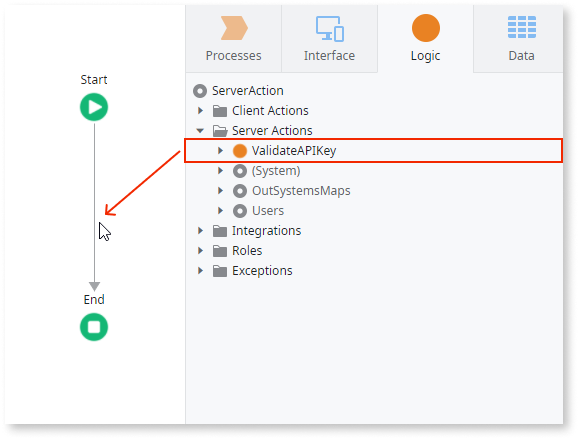 Processes
Interface
Logic
Data
Start
ServerAction
Client Actions
Server Actions
ValidateAPIKey
(System)
OutSystemsMaps
Users
Integrations
Roles
Exceptions
End